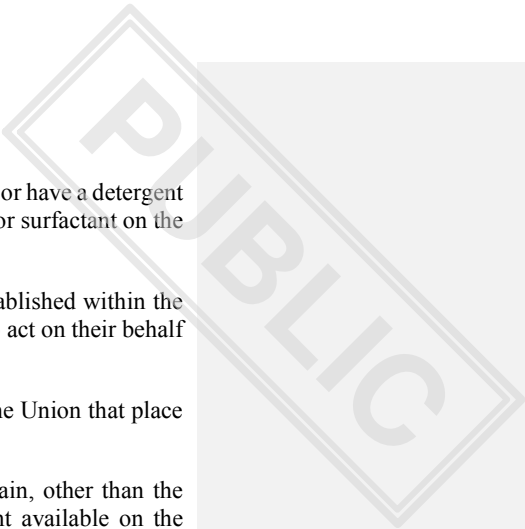 or have a detergent
or surfactant on the
ablished within the
act on their behalf
ne Union that place
ain, other than the
nt available on the
PUBLIC